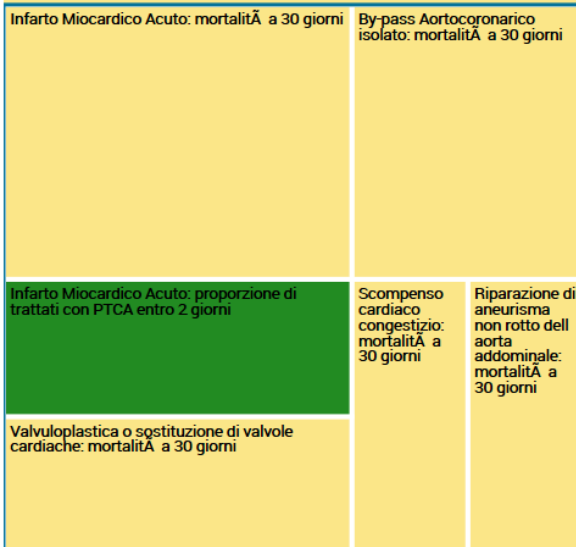 Infarto Miocardico Acuto: mortalitÃ a 30 giorni
By-pass Aortocoronarico
isolato: mortalitÃ a 30 giorni
Infarto Miocardico Acuto: proporzione di
trattati con PTCA entro 2 giorni
Scompenso
cardiaco
congestizio:
mortalitÃ a
30 giorni
Riparazione di
aneurisma
non rotto dell
aorta
addominale:
mortalitÃ a
30 giorni
Valvuloplastica o sostituzione di valvole
cardiache: mortalitÃ a 30 giorni